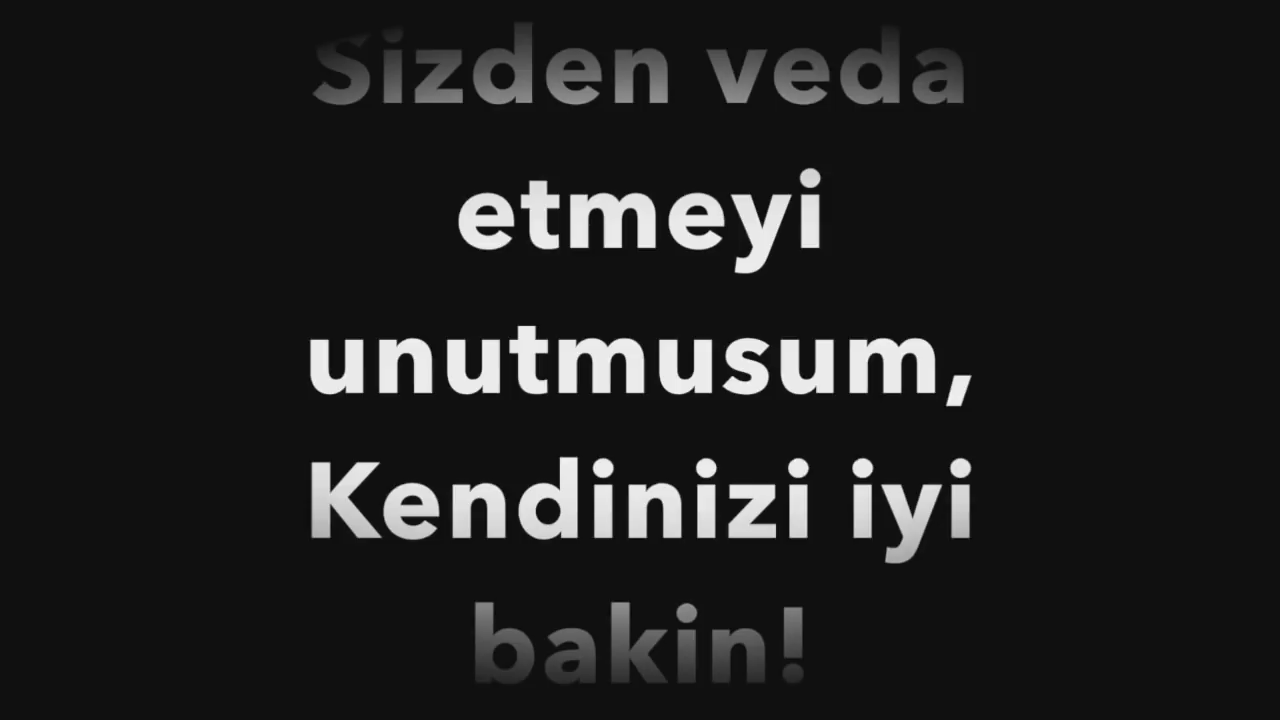 Sizden veda
etmeyi
unutmusum,
Kendinizi iyi
bakin!